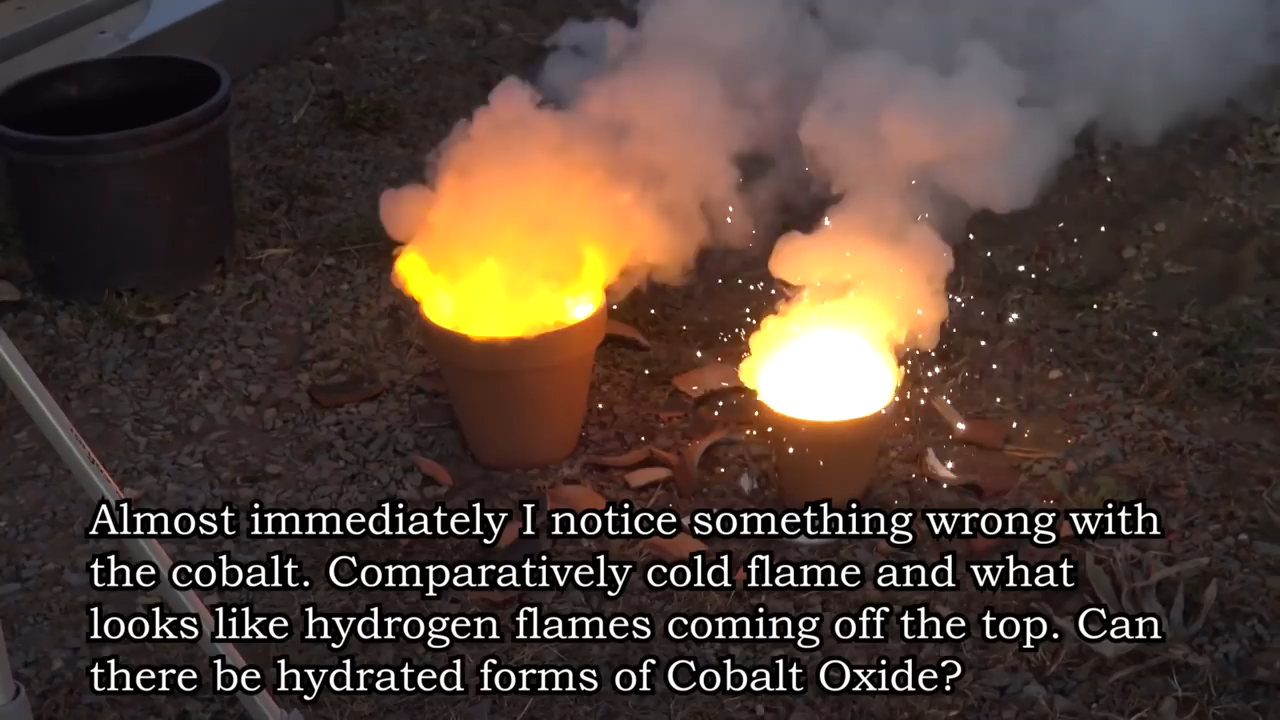 Almost immediately I notice something wrong with
the cobalt. Comparatively cold flame and what
looks like hydrogen flames coming off the top. Can
there be hydrated forms of Cobalt Oxide?